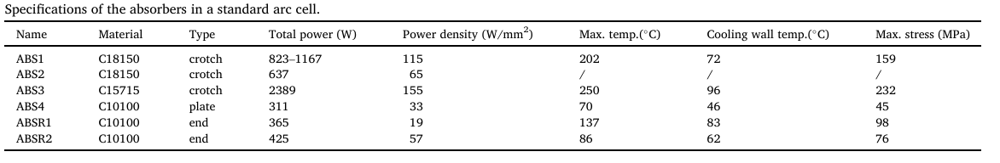 Specifications of the absorbers in a standard arc cell.
Name Material Type Total power (W) Power density (W/mm²) Max. temp.(°C) Cooling wall temp.(°C) Max. stress (MPa)
ABS1 C18150 crotch 823–1167 115 202 72 159
ABS2 C18150 crotch 637 65 / / /
ABS3 C15715 crotch 2389 155 250 96 232
ABS4 C10100 plate 311 33 70 46 45
ABSR1 C10100 end 365 19 137 83 98
ABSR2 C10100 end 425 57 86 62 76